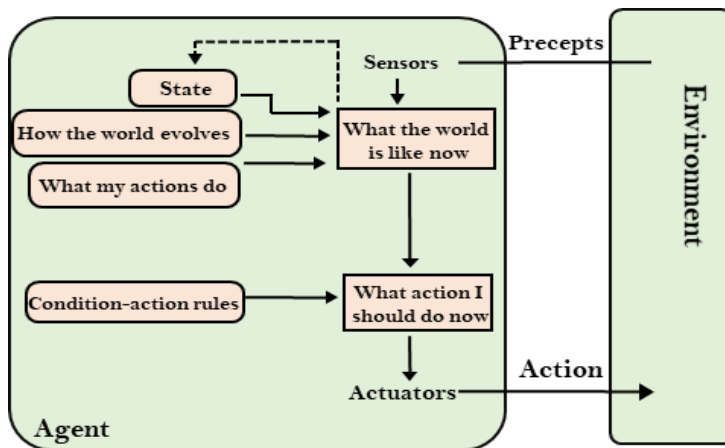 Precepts
Sensors
State
How the world evolves
What the world
is like now
What my actions do
Environment
Condition-action rules
What action I
should do now
Action
Actuators
Agent